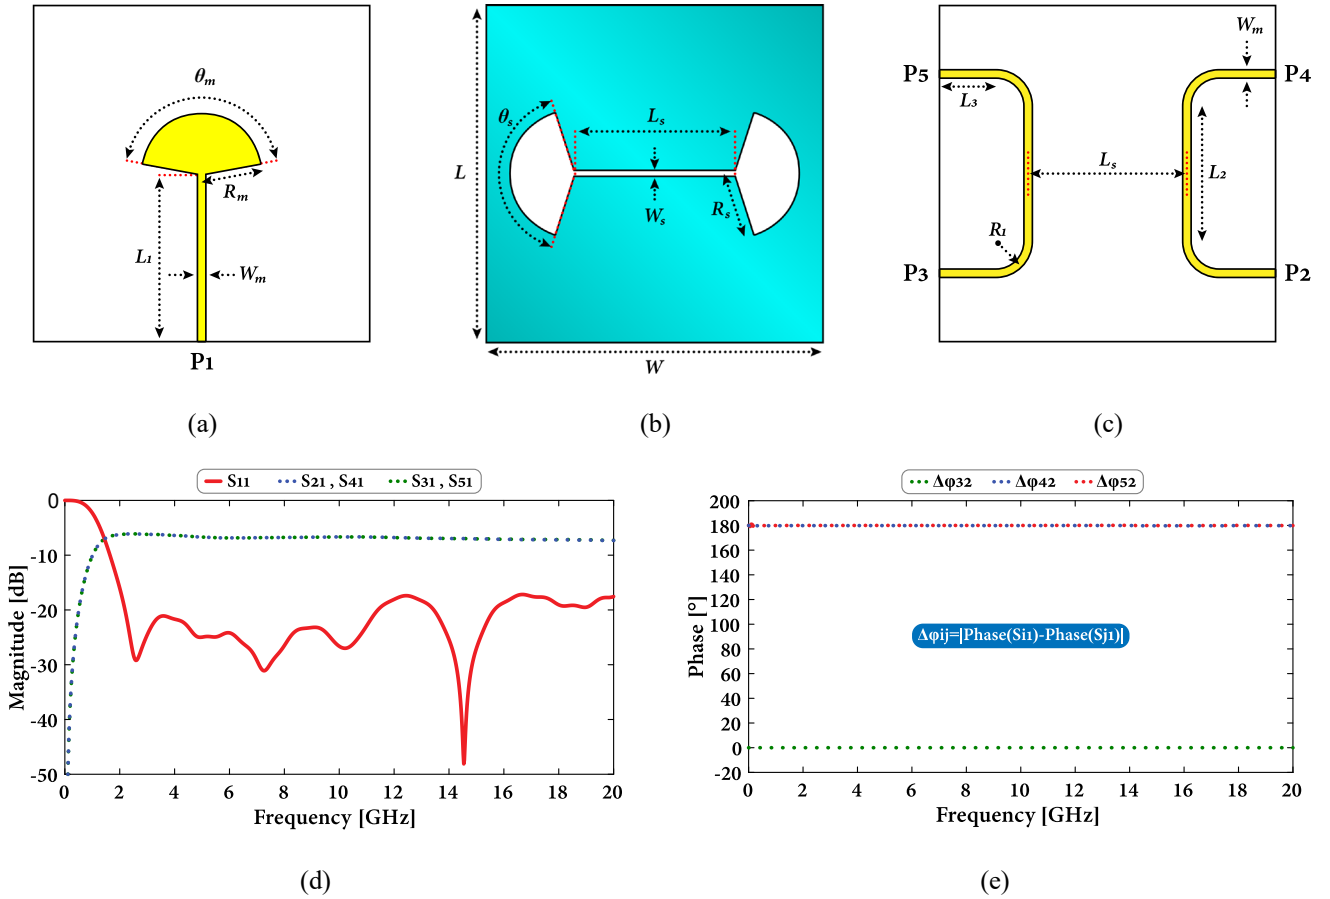 θm
Rm
L1
Wm
P1
(a)
θs
Ls
L
Ws
Rs
W
(b)
Wm
P5
P4
L3
Ls
L2
R1
P3
P2
(c)
S11 S21 , S41 S31 , S51
0
-10
-20
-30
-40
-50
Magnitude [dB]
0 2 4 6 8 10 12 14 16 18 20
Frequency [GHz]
(d)
Δφ32 Δφ42 Δφ52
200
180
160
140
120
100
80
60
40
20
0
-20
Phase [°]
Δφij=|Phase(Si1)-Phase(Sj1)|
0 2 4 6 8 10 12 14 16 18 20
Frequency [GHz]
(e)